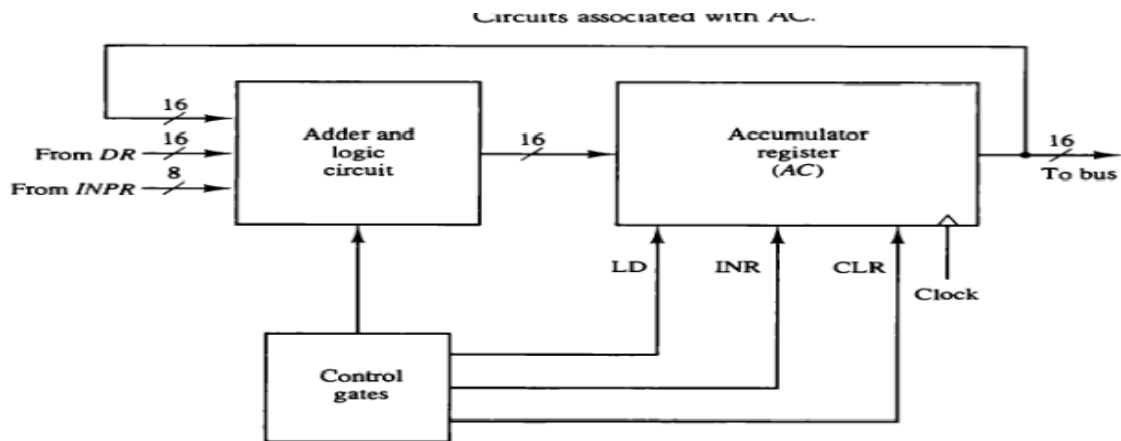 Circuits associated with AC.
16
16
From DR
8
From INPR
Adder and
logic
circuit
16
Accumulator
register
(AC)
16
To bus
LD
INR
CLR
Clock
Control
gates